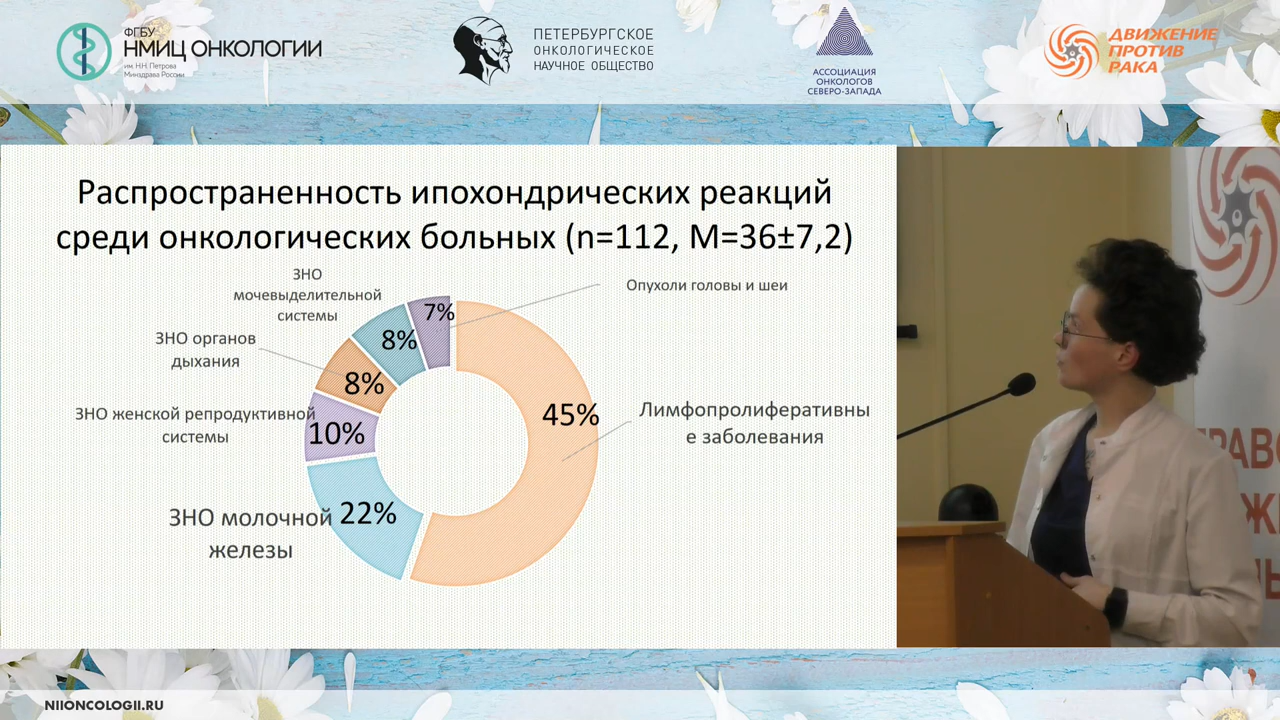 ФГБУ
НМИЦ ОНКОЛОГИИ
им. Н.Н. Петрова
Минздрава России
ПЕТЕРБУРГСКОЕ
ОНКОЛОГИЧЕСКОЕ
НАУЧНОЕ ОБЩЕСТВО
АССОЦИАЦИЯ
ОНКОЛОГОВ
СЕВЕРО-ЗАПАДА
ДВИЖЕНИЕ
ПРОТИВ
РАКА
Распространенность ипохондрических реакций
среди онкологических больных (n=112, M=36±7,2)
ЗНО
мочевыделительной
системы
7%
Опухоли головы и шеи
ЗНО органов
дыхания
8%
8%
ЗНО женской репродуктивной
системы
10%
45%
Лимфопролиферативны
е заболевания
ЗНО молочной
железы
22%
NIIONCOLOGII.RU